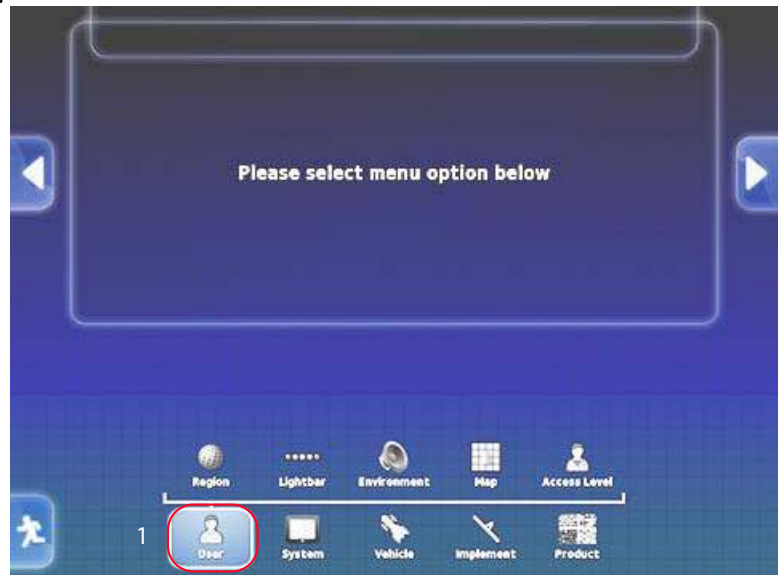 Please select menu option below
Region Lightbar Environment Map Access Level
1 User System Vehicle Implement Product